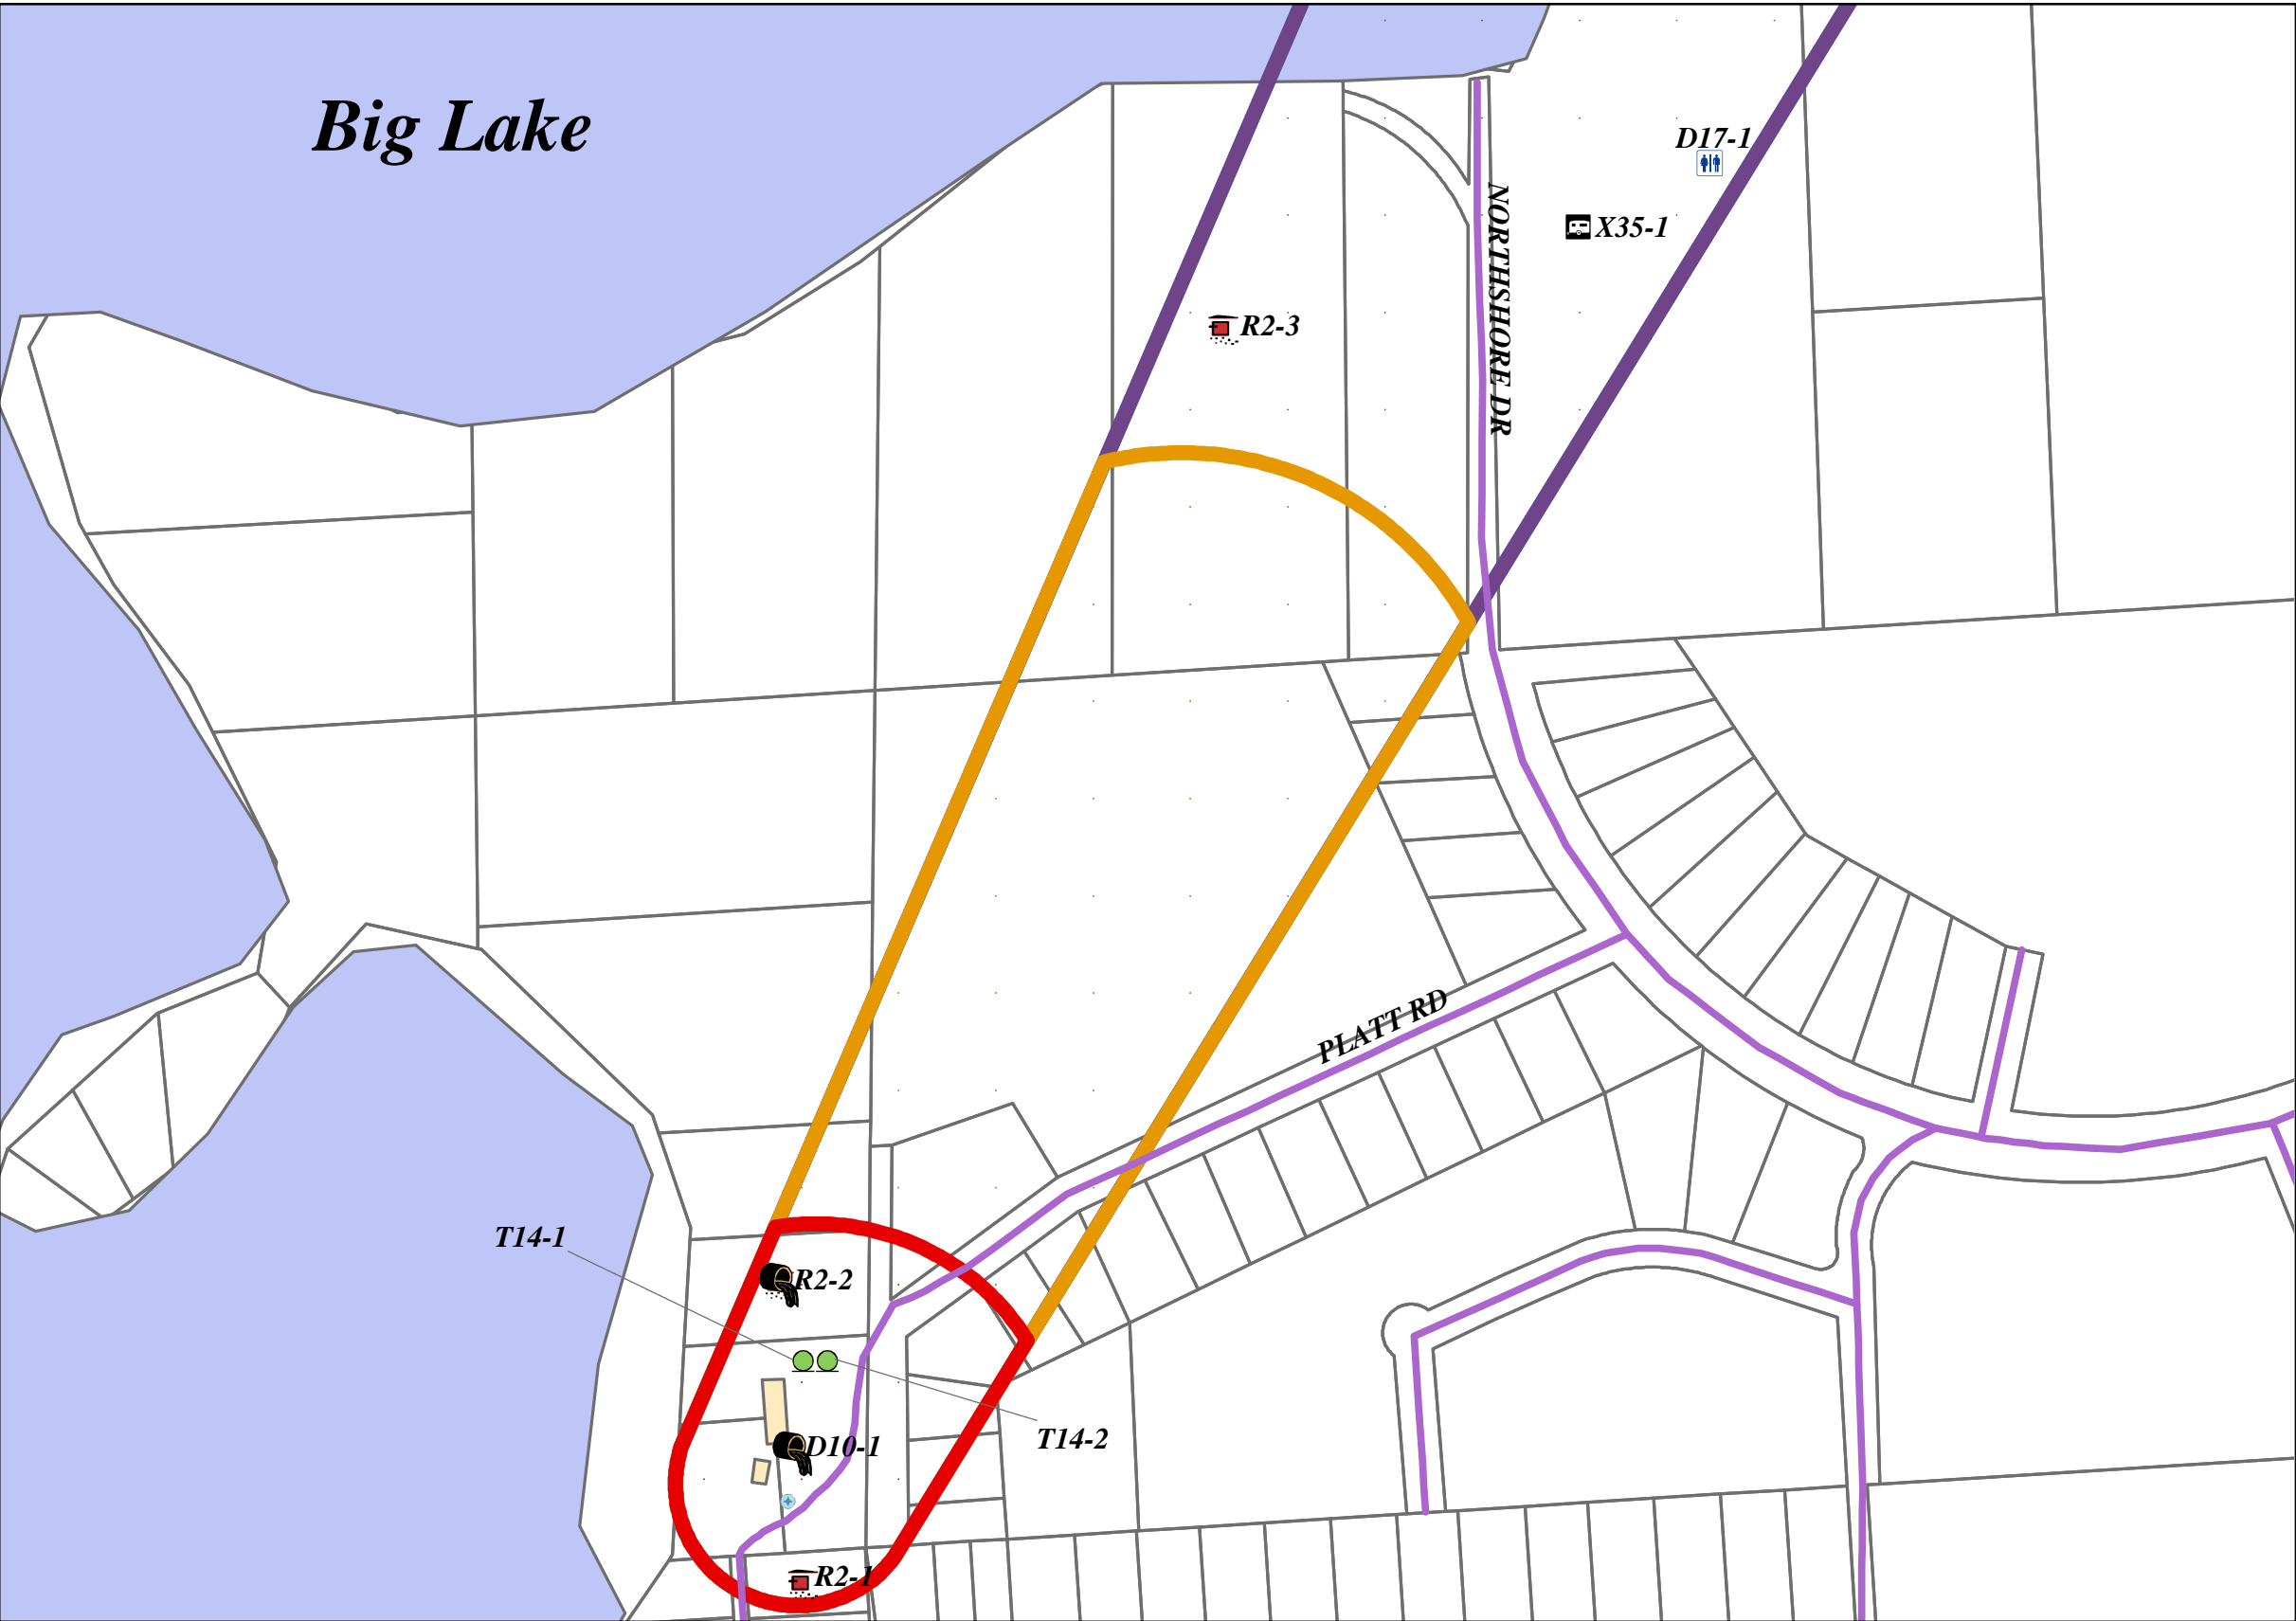 Big Lake
D17-1
X35-1
NORTHSHORE DR
R2-3
PLATT RD
T14-1
R2-2
T14-2
D10-1
R2-1